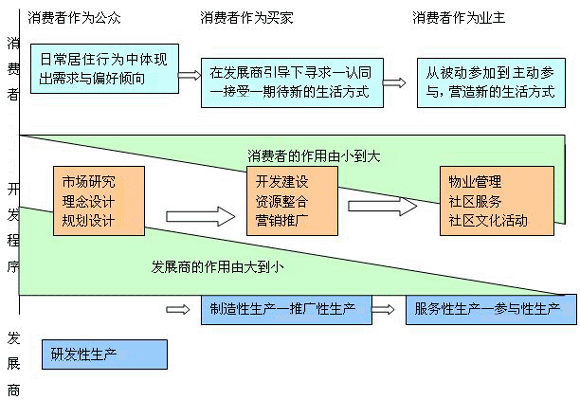 消费者作为公众
消费者作为买家
消费者作为业主
消费者
日常居住行为中体现
出需求与偏好倾向
在发展商引导下寻求一认同
一接受一期待新的生活方式
从被动参加到主动参
与，营造新的生活方式
消费者的作用由小到大
开发程序
市场研究
理念设计
规划设计
开发建设
资源整合
营销推广
物业管理
社区服务
社区文化活动
发展商的作用由大到小
制造性生产一推广性生产
服务性生产一参与性生产
发展商
研发性生产